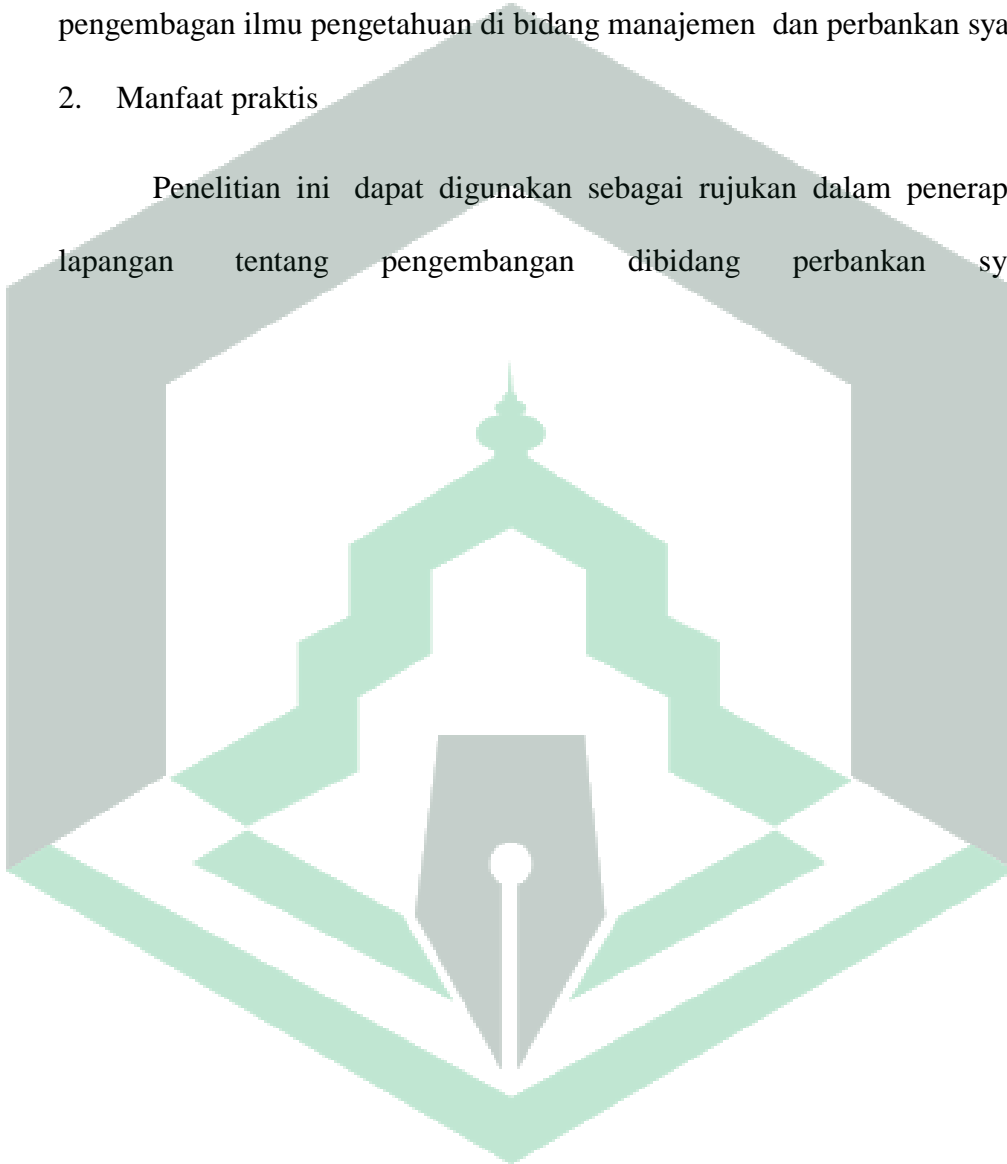 pengembagan ilmu pengetahuan di bidang manajemen dan perbankan sya
2. Manfaat praktis
Penelitian ini dapat digunakan sebagai rujukan dalam penerap
lapangan tentang pengembangan dibidang perbankan sy